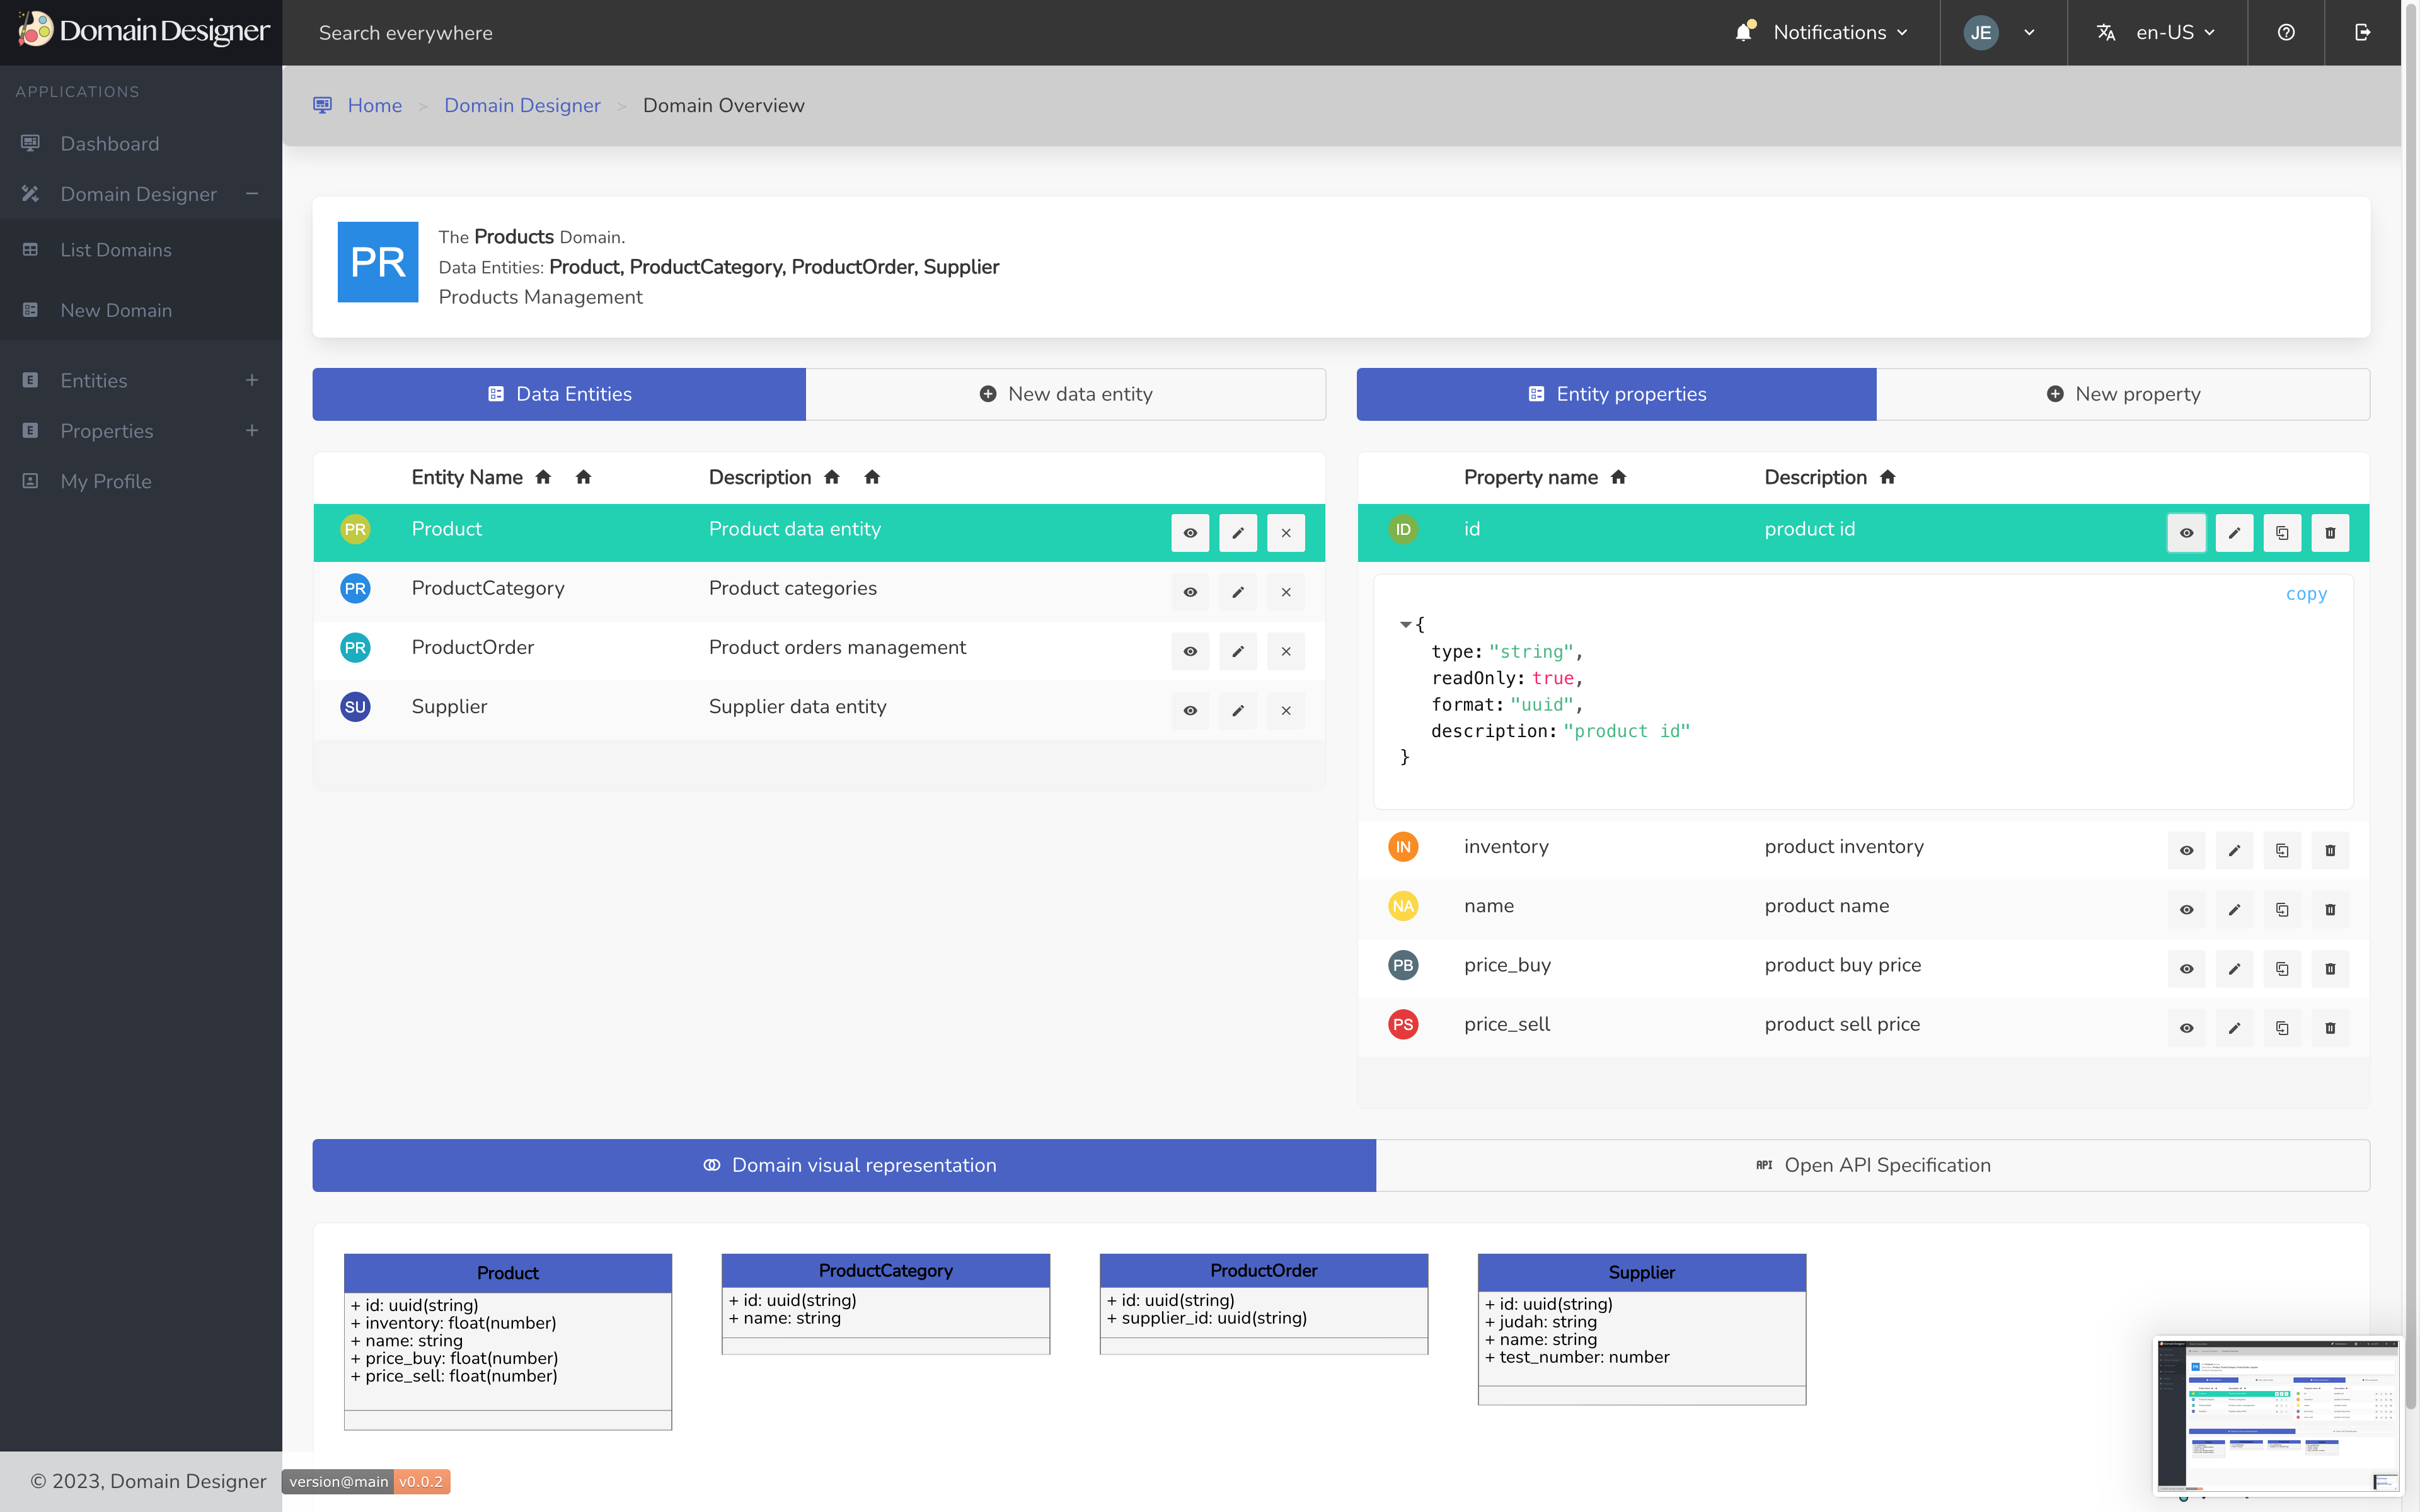 Domain Designer
Search everywhere
Notifications
JE
en-US
APPLICATIONS
Dashboard
Domain Designer
List Domains
New Domain
Entities
Properties
My Profile
Home > Domain Designer > Domain Overview
PR
The Products Domain.
Data Entities: Product, ProductCategory, ProductOrder, Supplier
Products Management
Data Entities
New data entity
Entity Name Description
PR Product Product data entity
PR ProductCategory Product categories
PR ProductOrder Product orders management
SU Supplier Supplier data entity
Entity properties
New property
Property name Description
ID id product id
copy
{
type: "string",
readOnly: true,
format: "uuid",
description: "product id"
}
IN inventory product inventory
NA name product name
PB price_buy product buy price
PS price_sell product sell price
Domain visual representation
API Open API Specification
Product
+ id: uuid(string)
+ inventory: float(number)
+ name: string
+ price_buy: float(number)
+ price_sell: float(number)
ProductCategory
+ id: uuid(string)
+ name: string
ProductOrder
+ id: uuid(string)
+ supplier_id: uuid(string)
Supplier
+ id: uuid(string)
+ judah: string
+ name: string
+ test_number: number
© 2023, Domain Designer
version@main v0.0.2